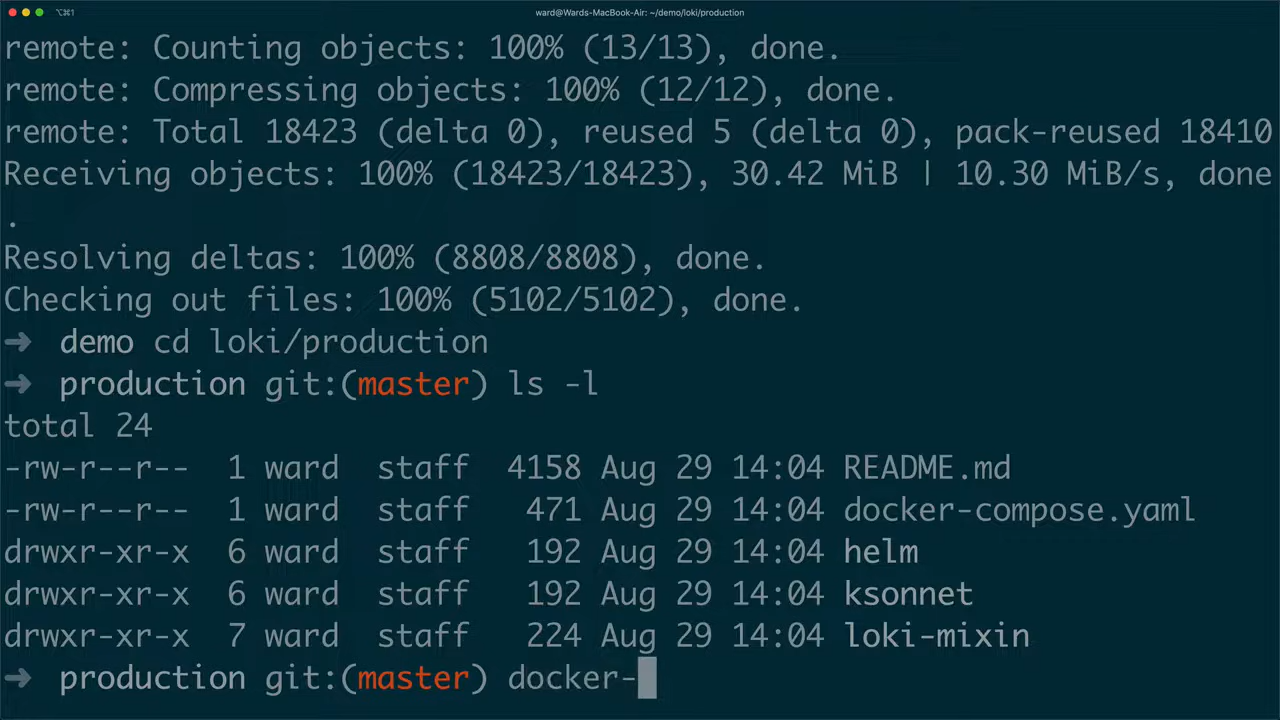 ⌥⌘1 ward@Wards-MacBook-Air: ~/demo/loki/production
remote: Counting objects: 100% (13/13), done.
remote: Compressing objects: 100% (12/12), done.
remote: Total 18423 (delta 0), reused 5 (delta 0), pack-reused 18410
Receiving objects: 100% (18423/18423), 30.42 MiB | 10.30 MiB/s, done
.
Resolving deltas: 100% (8808/8808), done.
Checking out files: 100% (5102/5102), done.
➜ demo cd loki/production
➜ production git:(master) ls -l
total 24
-rw-r--r-- 1 ward staff 4158 Aug 29 14:04 README.md
-rw-r--r-- 1 ward staff 471 Aug 29 14:04 docker-compose.yaml
drwxr-xr-x 6 ward staff 192 Aug 29 14:04 helm
drwxr-xr-x 6 ward staff 192 Aug 29 14:04 ksonnet
drwxr-xr-x 7 ward staff 224 Aug 29 14:04 loki-mixin
➜ production git:(master) docker-